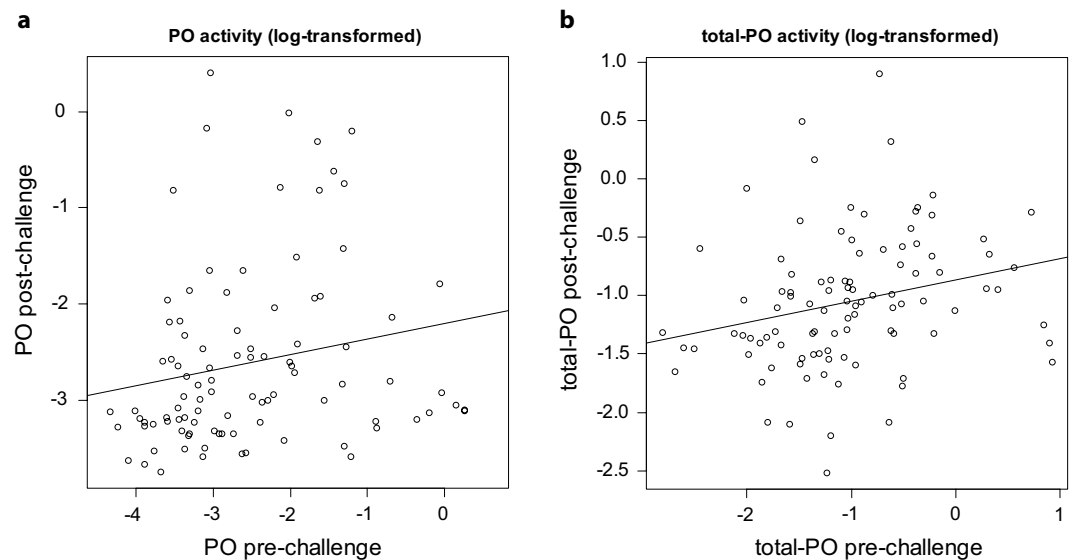 a
PO activity (log-transformed)
0
-1
-2
-3
PO post-challenge
-4 -3 -2 -1 0
PO pre-challenge
b
total-PO activity (log-transformed)
1.0
0.5
0.0
-0.5
-1.0
-1.5
-2.0
-2.5
total-PO post-challenge
-2 -1 0 1
total-PO pre-challenge